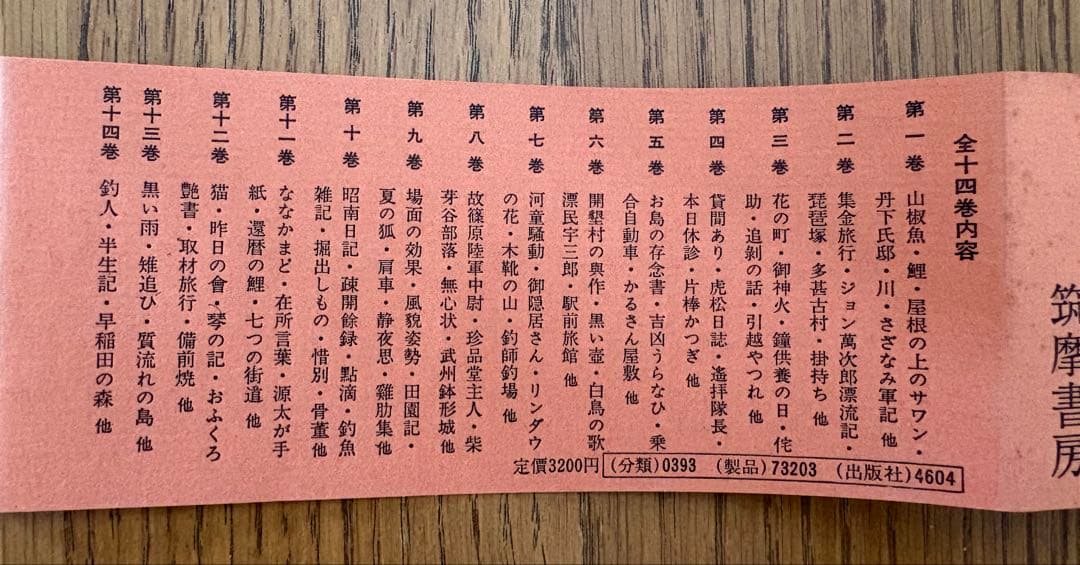 筑摩書房
全十四巻内容
第一巻 山椒魚・鯉・屋根の上のサワン・
丹下氏邸・川・さざなみ軍記 他
第二巻 集金旅行・ジョン萬次郎漂流記・
琵琶塚・多甚古村・掛持ち 他
第三巻 花の町・御神火・鐘供養の日・侘
助・追剝の話・引越やつれ 他
第四巻 貸間あり・虎松日誌・遙拝隊長・
本日休診・片棒かつぎ 他
第五巻 お島の存念書・吉凶うらなひ・乗
合自動車・かるさん屋敷 他
第六巻 開墾村の與作・黒い壺・白鳥の歌
漂民宇三郎・駅前旅館 他
第七巻 河童騒動・御隠居さん・リンダウ
の花・木靴の山・釣師釣場 他
第八巻 故篠原陸軍中尉・珍品堂主人・柴
芽谷部落・無心状・武州鉢形城 他
第九巻 場面の効果・風貌姿勢・田園記・
夏の狐・肩車・静夜思・雞肋集 他
第十巻 昭南日記・疎開餘録・點滴・釣魚
雑記・掘出しもの・惜別・骨董 他
第十一巻 ななかまど・在所言葉・源太が手
紙・還暦の鯉・七つの街道 他
第十二巻 猫・昨日の會・琴の記・おふくろ
艶書・取材旅行・備前焼 他
第十三巻 黒い雨・雉追ひ・質流れの島 他
第十四巻 釣人・半生記・早稲田の森 他
定價3200円 (分類)0393 (製品)73203 (出版社)4604